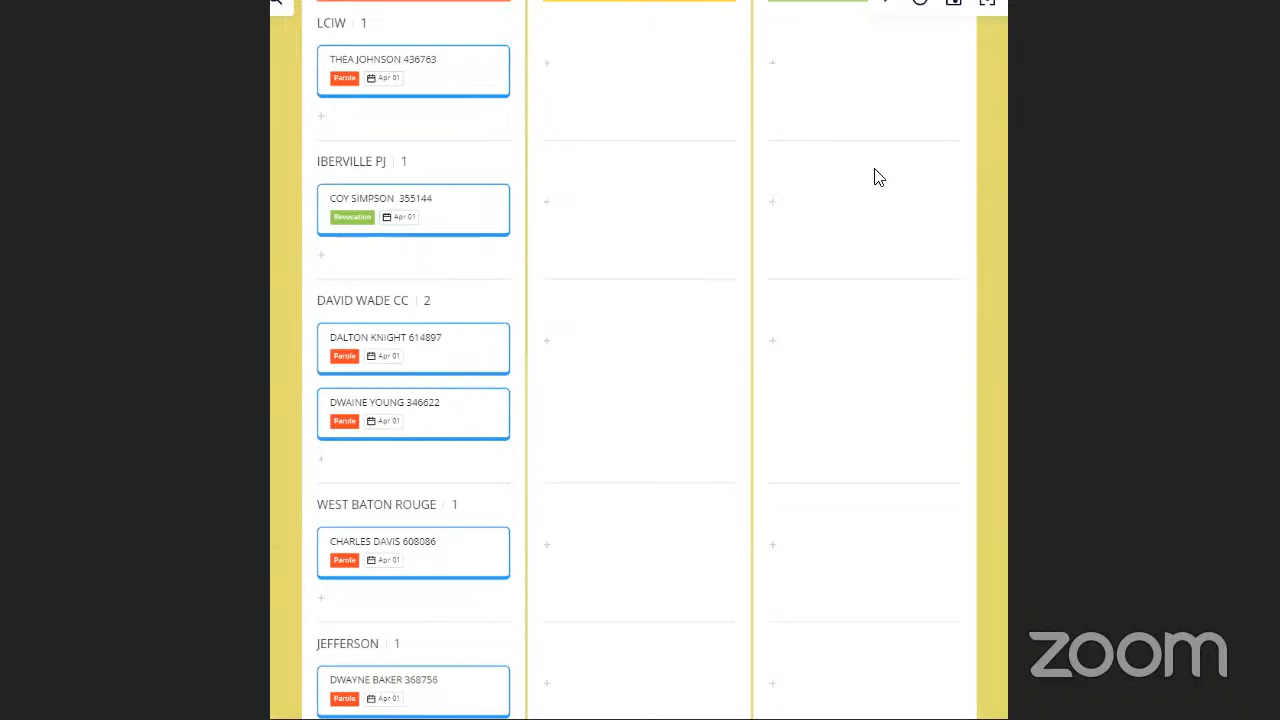 LCIW | 1
THEA JOHNSON 436763
Parole Apr 01
+ + +
IBERVILLE PJ | 1
COY SIMPSON 355144
Revocation Apr 01
+ + +
DAVID WADE CC | 2
DALTON KNIGHT 614897
Parole Apr 01
+ +
DWAINE YOUNG 346622
Parole Apr 01
+
WEST BATON ROUGE | 1
CHARLES DAVIS 608086
Parole Apr 01
+ + +
JEFFERSON | 1
DWAYNE BAKER 368756
Parole Apr 01
+ +
zoom